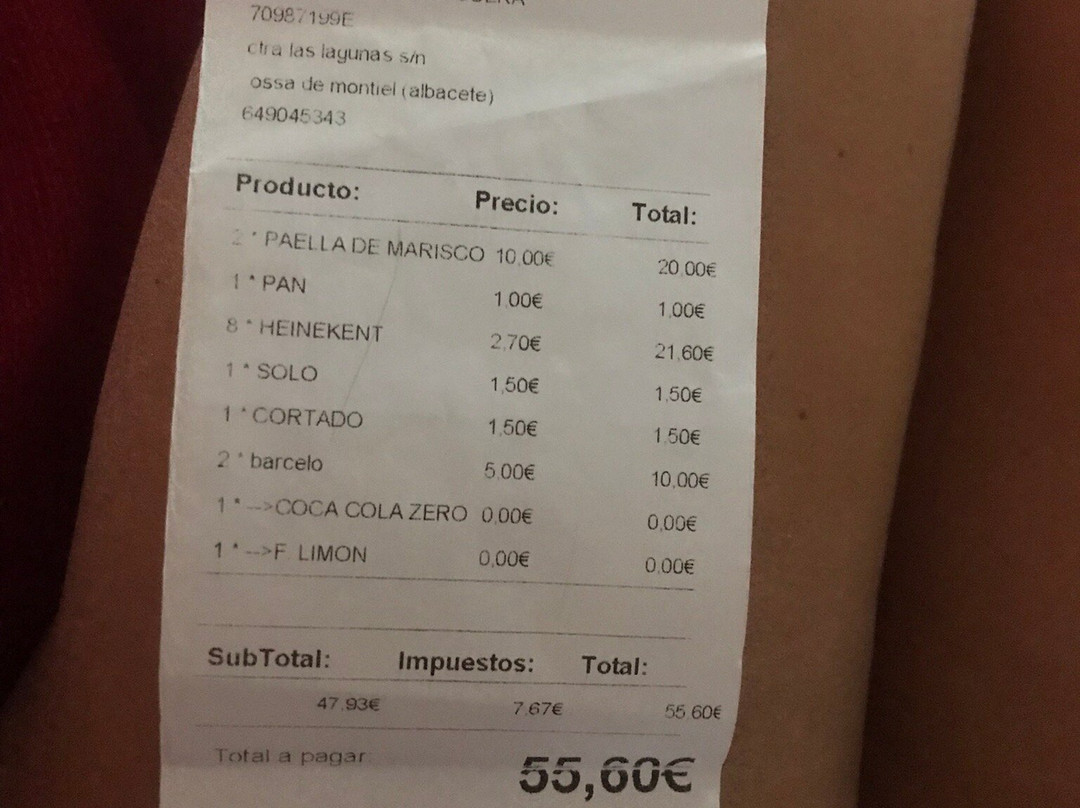 70987199E
ctra las lagunas s/n
ossa de montiel (albacete)
649045343
Producto: Precio: Total:
2 * PAELLA DE MARISCO 10,00€ 20,00€
1 * PAN 1,00€ 1,00€
8 * HEINEKENT 2,70€ 21,60€
1 * SOLO 1,50€ 1,50€
1 * CORTADO 1,50€ 1,50€
2 * barcelo 5,00€ 10,00€
1 * -->COCA COLA ZERO 0,00€ 0,00€
1 * -->F. LIMON 0,00€ 0,00€
SubTotal: Impuestos: Total:
47,93€ 7,67€ 55,60€
Total a pagar: 55,60€